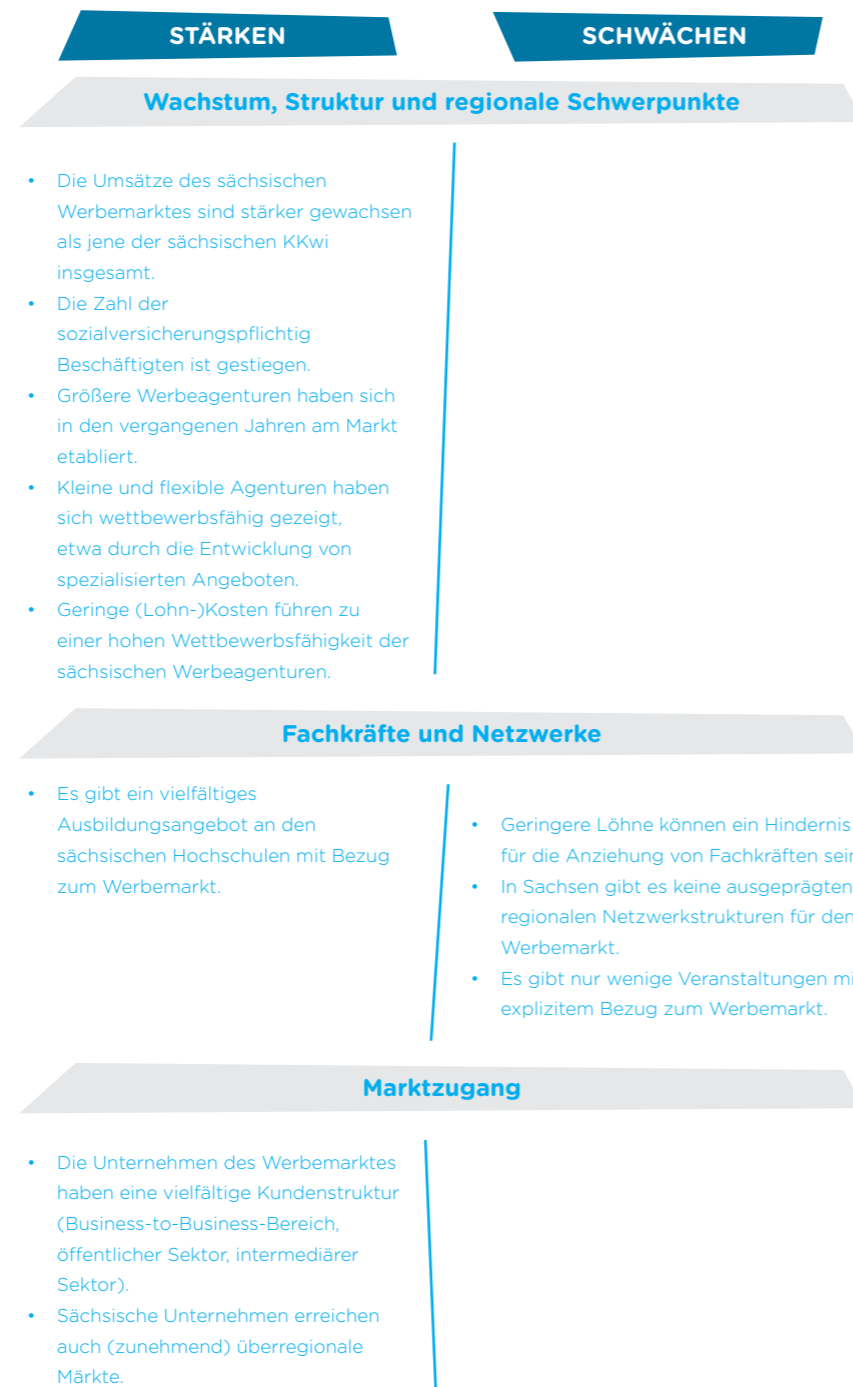 STÄRKEN
SCHWÄCHEN
Wachstum, Struktur und regionale Schwerpunkte
• Die Umsätze des sächsischen
Werbemarktes sind stärker gewachsen
als jene der sächsischen KKwi
insgesamt.
• Die Zahl der
sozialversicherungspflichtig
Beschäftigten ist gestiegen.
• Größere Werbeagenturen haben sich
in den vergangenen Jahren am Markt
etabliert.
• Kleine und flexible Agenturen haben
sich wettbewerbsfähig gezeigt,
etwa durch die Entwicklung von
spezialisierten Angeboten.
• Geringe (Lohn-)Kosten führen zu
einer hohen Wettbewerbsfähigkeit der
sächsischen Werbeagenturen.
Fachkräfte und Netzwerke
• Es gibt ein vielfältiges
Ausbildungsangebot an den
sächsischen Hochschulen mit Bezug
zum Werbemarkt.
• Geringere Löhne können ein Hindernis
für die Anziehung von Fachkräften
• In Sachsen gibt es keine ausgeprägten
regionalen Netzwerkstrukturen für
Werbemarkt.
• Es gibt nur wenige Veranstaltungen
explizitem Bezug zum Werbemarkt.
Marktzugang
• Die Unternehmen des Werbemarktes
haben eine vielfältige Kundenstruktur
(Business-to-Business-Bereich,
öffentlicher Sektor, intermediärer
Sektor).
• Sächsische Unternehmen erreichen
auch (zunehmend) überregionale
Märkte.